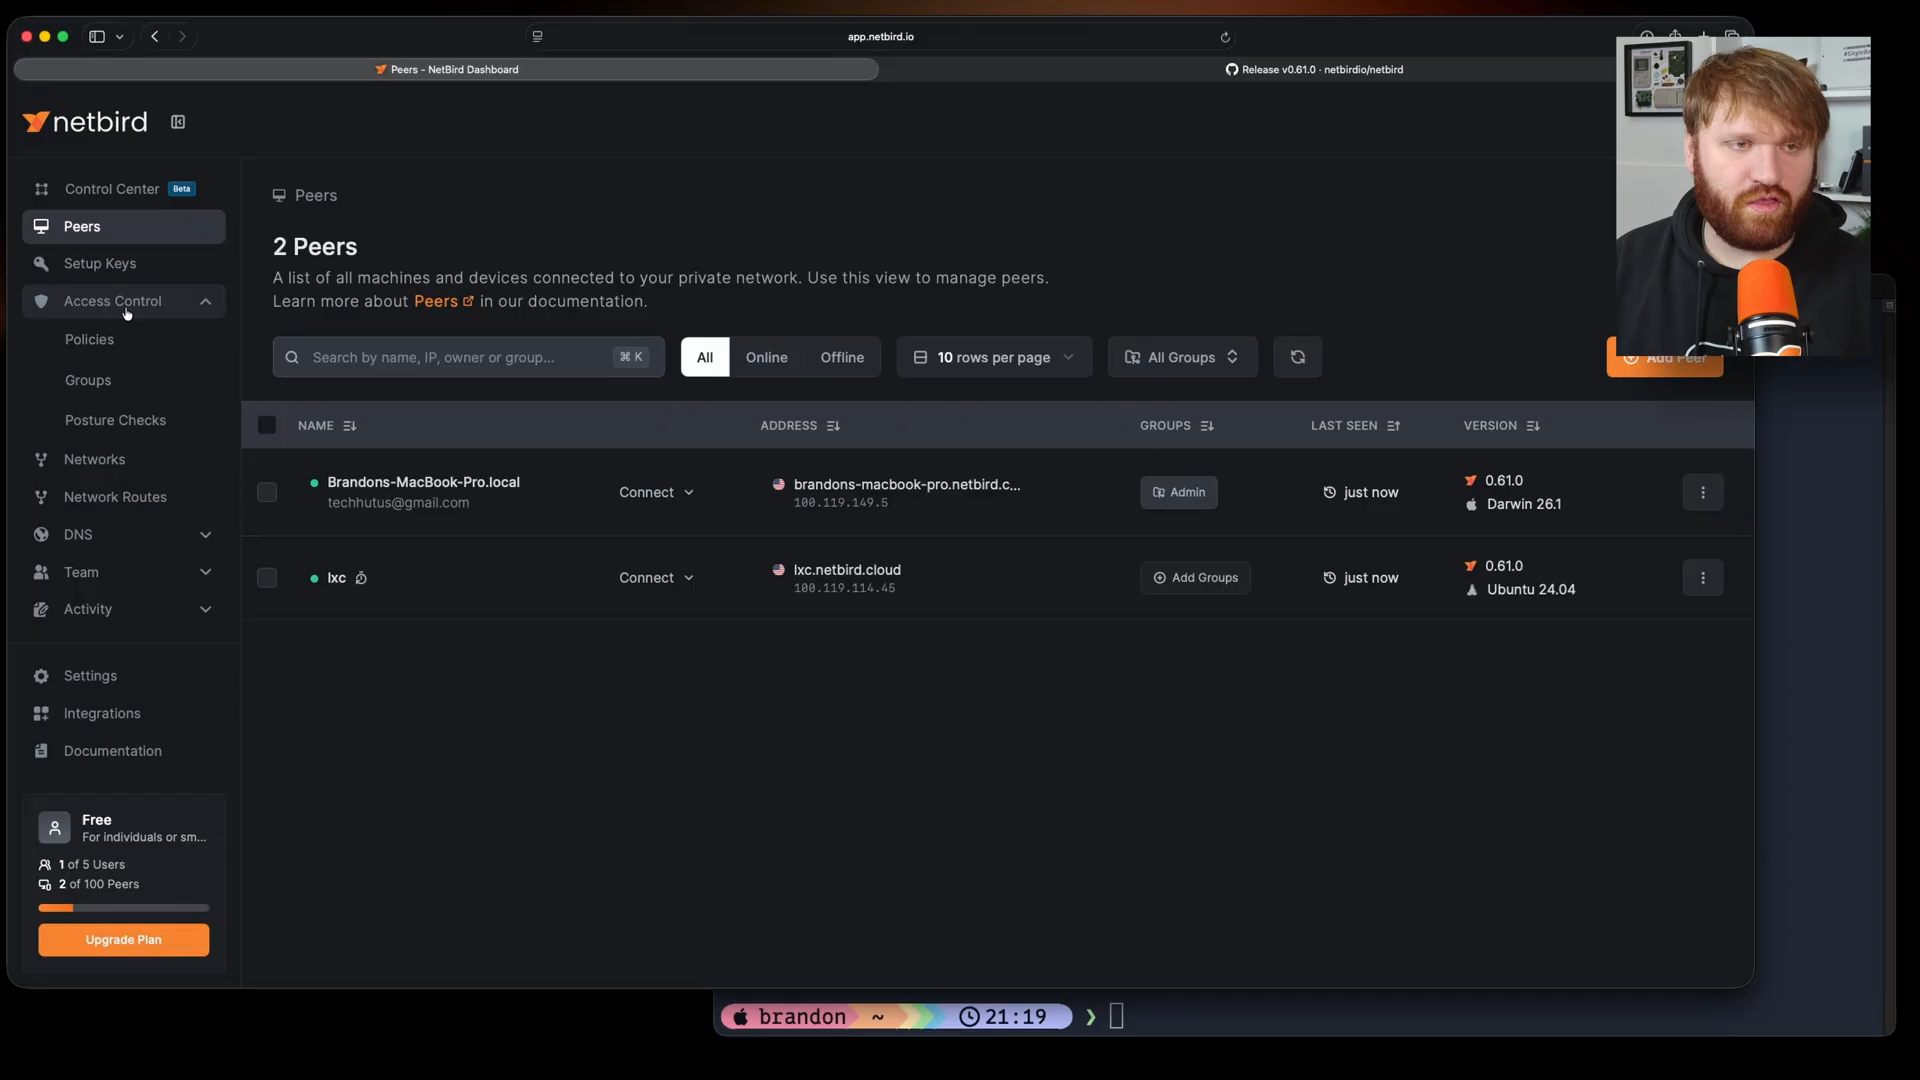 app.netbird.io
Peers - NetBird Dashboard
Release v0.61.0 · netbirdio/netbird
netbird
Control Center Beta
Peers
Setup Keys
Access Control
Policies
Groups
Posture Checks
Networks
Network Routes
DNS
Team
Activity
Settings
Integrations
Documentation
Free
For individuals or sm...
1 of 5 Users
2 of 100 Peers
Upgrade Plan
Peers
2 Peers
A list of all machines and devices connected to your private network. Use this view to manage peers.
Learn more about Peers in our documentation.
Search by name, IP, owner or group... ⌘ K
All Online Offline
10 rows per page
All Groups
Add Peer
NAME ADDRESS GROUPS LAST SEEN VERSION
Brandons-MacBook-Pro.local
techhutus@gmail.com
Connect
brandons-macbook-pro.netbird.c...
100.119.149.5
Admin
just now
0.61.0
Darwin 26.1
lxc
Connect
lxc.netbird.cloud
100.119.114.45
Add Groups
just now
0.61.0
Ubuntu 24.04
brandon ~ 21:19 ❯